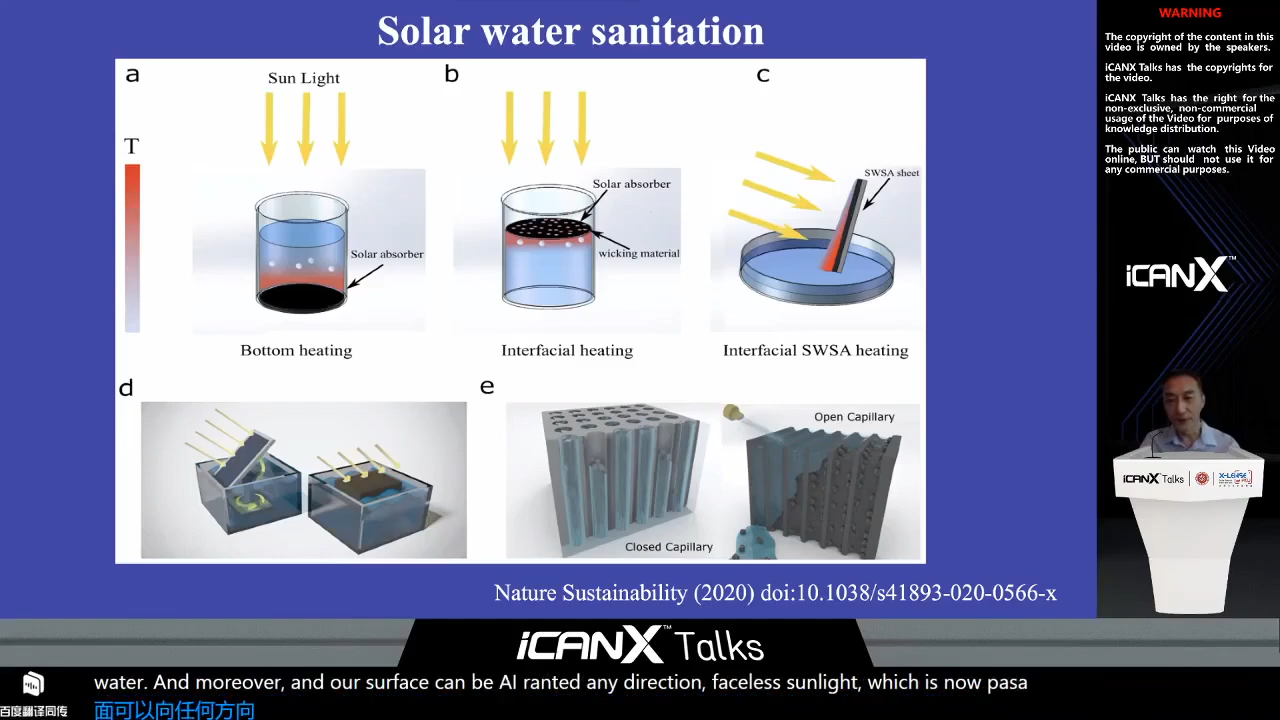 Solar water sanitation
a
Sun Light
b
c
T
Solar absorber
SWSA sheet
Solar absorber
wicking material
Bottom heating
Interfacial heating
Interfacial SWSA heating
d
e
Open Capillary
Closed Capillary
Nature Sustainability (2020) doi:10.1038/s41893-020-0566-x
WARNING
The copyright of the content in this
video is owned by the speakers.
iCANX Talks has the copyrights for
the video.
iCANX Talks has the right for the
non-exclusive, non-commercial
usage of the Video for purposes of
knowledge distribution.
The public can watch this Video
online, BUT should not use it for
any commercial purposes.
iCANX™
iCANX Talks
iCANX™ Talks
water. And moreover, and our surface can be AI ranted any direction, faceless sunlight, which is now pasa
百度翻译同传
面可以向任何方向